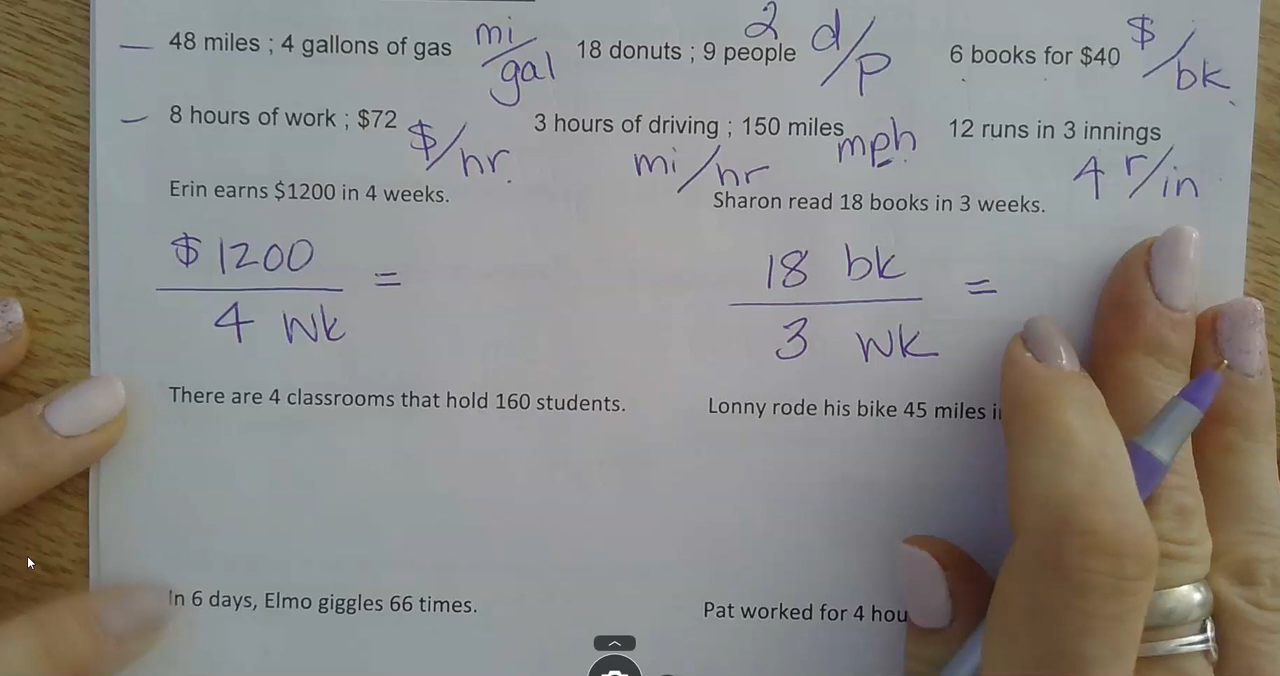 48 miles ; 4 gallons of gas mi/gal 18 donuts ; 9 people 2 d/p 6 books for $40 $/bk
8 hours of work ; $72 $/hr. 3 hours of driving ; 150 miles mi/hr mph 12 runs in 3 innings 4 r/in
Erin earns $1200 in 4 weeks. Sharon read 18 books in 3 weeks.
$1200 = 18 bk =
4 wk 3 wk
There are 4 classrooms that hold 160 students. Lonny rode his bike 45 miles
In 6 days, Elmo giggles 66 times. Pat worked for 4